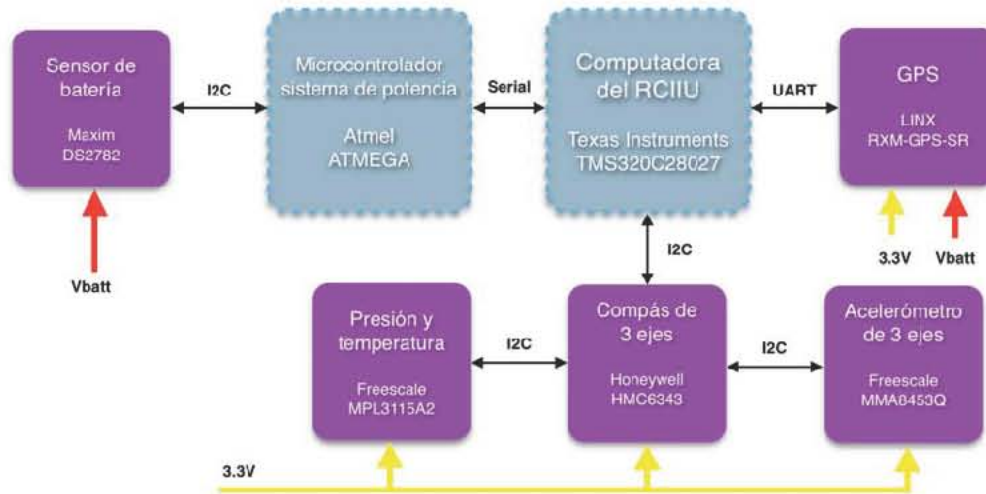 Sensor de
batería
Maxim
DS2782
I2C
Microcontrolador
sistema de potencia
Atmel
ATMEGA
Serial
Computadora
del RCIIU
Texas Instruments
TMS320C28027
UART
GPS
LINX
RXM-GPS-SR
Vbatt
I2C
3.3V
Vbatt
Presión y
temperatura
Freescale
MPL3115A2
I2C
Compás de
3 ejes
Honeywell
HMC6343
I2C
Acelerómetro
de 3 ejes
Freescale
MMA8453Q
3.3V